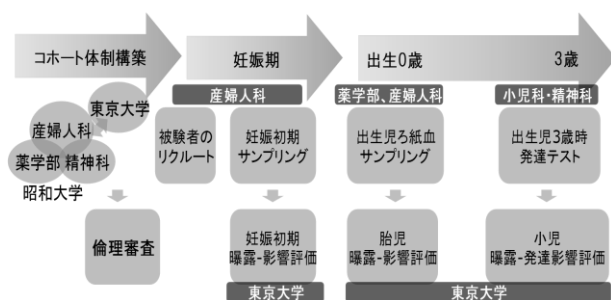 コホート体制構築
妊娠期
出生0歳
3歳
産婦人科
薬学部、産婦人科
小児科・精神科
東京大学
産婦人科
薬学部 精神科
昭和大学
被験者の
リクルート
妊娠初期
サンプリング
出生児ろ紙血
サンプリング
出生児3歳時
発達テスト
倫理審査
妊娠初期
曝露-影響評価
胎児
曝露-影響評価
小児
曝露-発達影響評価
東京大学
東京大学